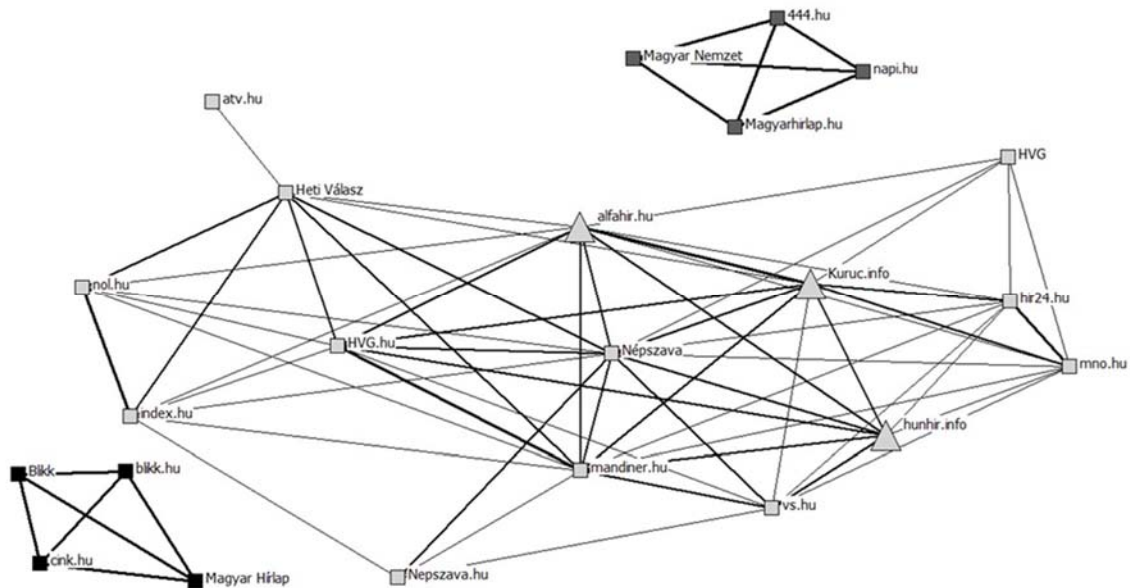 444.hu
Magyar Nemzet
napi.hu
atv.hu
Magyarhirlap.hu
HVG
Heti Válasz
alfahir.hu
Kuruc.info
nol.hu
hir24.hu
HVG.hu
Népszava
mno.hu
index.hu
hunhir.info
Blikk
blikk.hu
mandiner.hu
vs.hu
cink.hu
Magyar Hírlap
Nepszava.hu